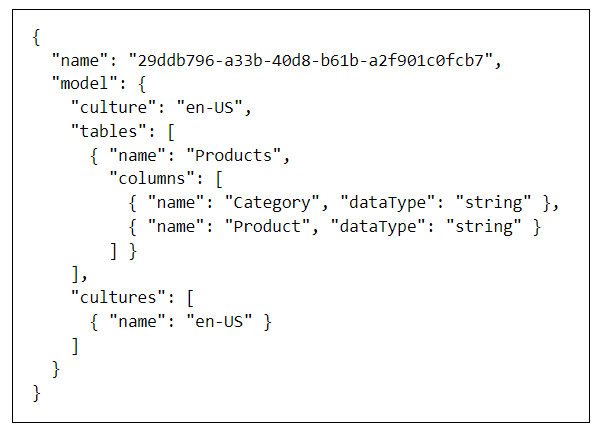 {
  "name": "29ddb796-a33b-40d8-b61b-a2f901c0fcb7",
  "model": {
    "culture": "en-US",
    "tables": [
      { "name": "Products",
        "columns": [
          { "name": "Category", "dataType": "string" },
          { "name": "Product", "dataType": "string" }
        ] }
    ],
    "cultures": [
      { "name": "en-US" }
    ]
  }
}